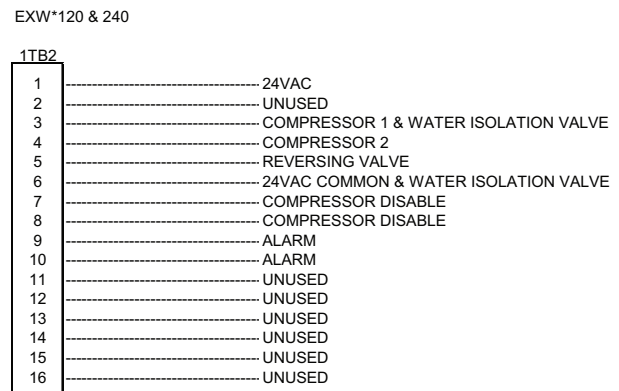 EXW*120 & 240
1TB2
1 24VAC
2 UNUSED
3 COMPRESSOR 1 & WATER ISOLATION VALVE
4 COMPRESSOR 2
5 REVERSING VALVE
6 24VAC COMMON & WATER ISOLATION VALVE
7 COMPRESSOR DISABLE
8 COMPRESSOR DISABLE
9 ALARM
10 ALARM
11 UNUSED
12 UNUSED
13 UNUSED
14 UNUSED
15 UNUSED
16 UNUSED